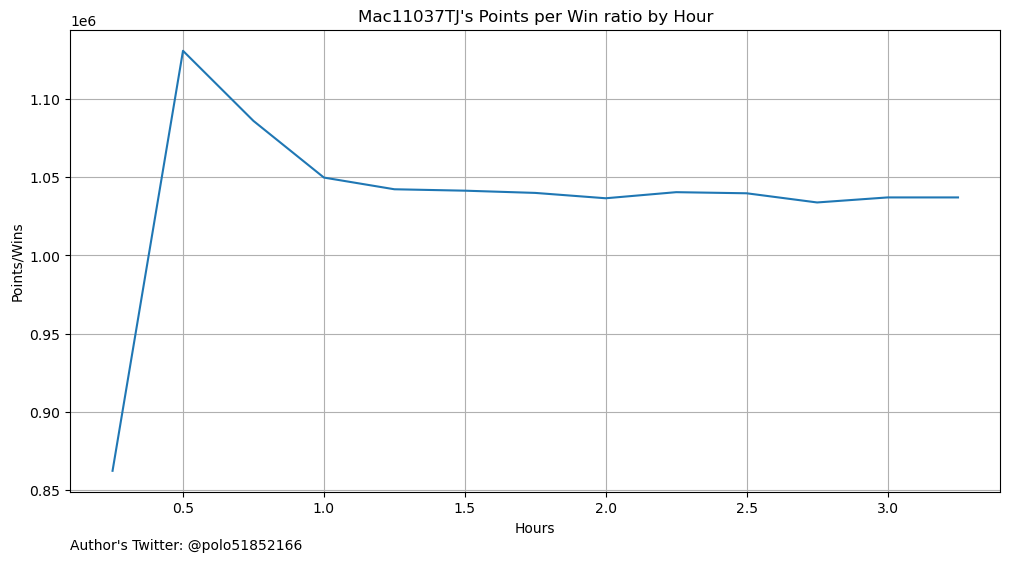 Mac11037TJ's Points per Win ratio by Hour
1e6
1.10
1.05
1.00
0.95
0.90
0.85
Points/Wins
0.5 1.0 1.5 2.0 2.5 3.0
Hours
Author's Twitter: @polo51852166